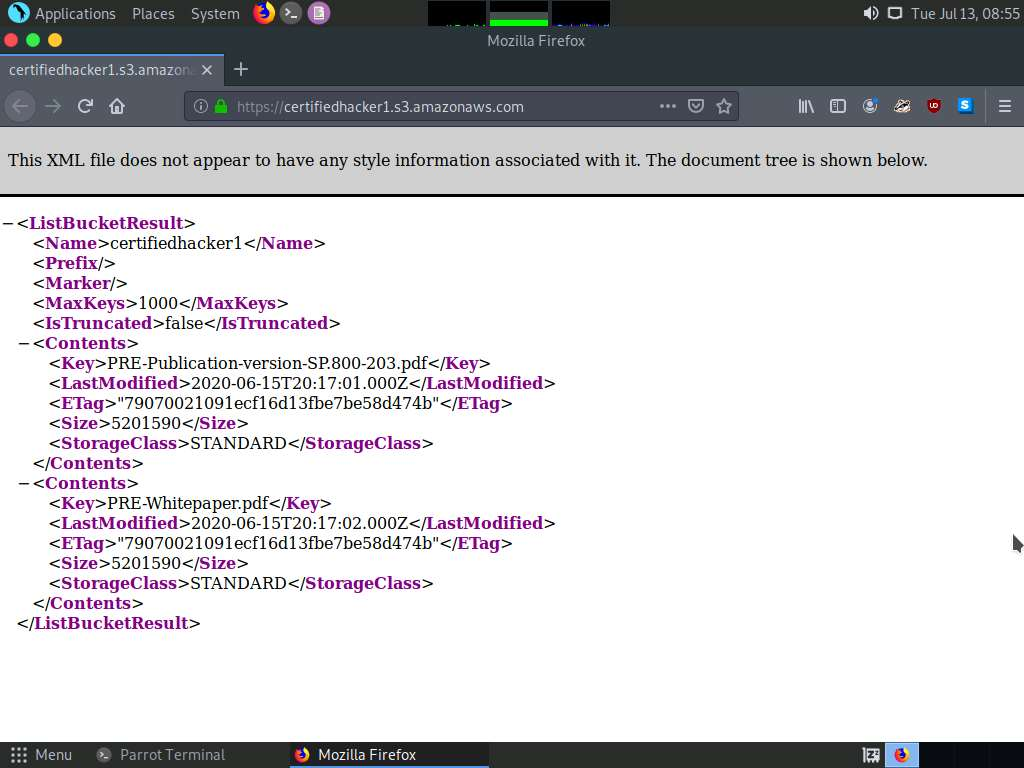 Applications Places System Tue Jul 13, 08:55
Mozilla Firefox
certifiedhacker1.s3.amazona
https://certifiedhacker1.s3.amazonaws.com
This XML file does not appear to have any style information associated with it. The document tree is shown below.
−<ListBucketResult>
<Name>certifiedhacker1</Name>
<Prefix/>
<Marker/>
<MaxKeys>1000</MaxKeys>
<IsTruncated>false</IsTruncated>
−<Contents>
<Key>PRE-Publication-version-SP.800-203.pdf</Key>
<LastModified>2020-06-15T20:17:01.000Z</LastModified>
<ETag>"79070021091ecf16d13fbe7be58d474b"</ETag>
<Size>5201590</Size>
<StorageClass>STANDARD</StorageClass>
</Contents>
−<Contents>
<Key>PRE-Whitepaper.pdf</Key>
<LastModified>2020-06-15T20:17:02.000Z</LastModified>
<ETag>"79070021091ecf16d13fbe7be58d474b"</ETag>
<Size>5201590</Size>
<StorageClass>STANDARD</StorageClass>
</Contents>
</ListBucketResult>
Menu Parrot Terminal Mozilla Firefox